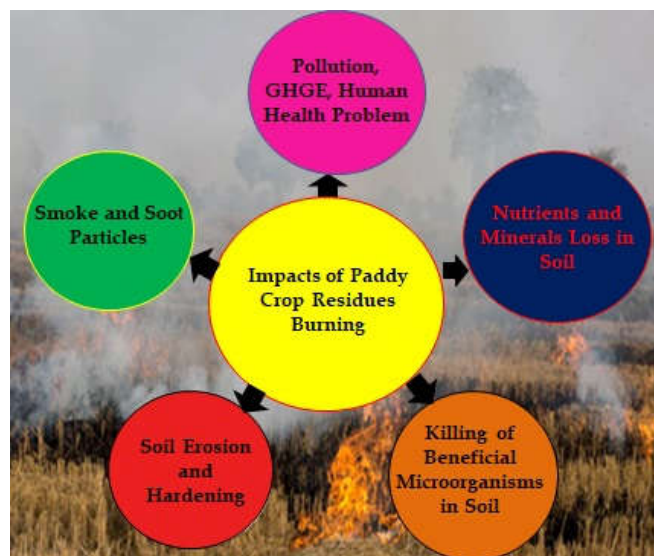 Pollution,
GHGE, Human
Health Problem
Smoke and Soot
Particles
Nutrients and
Minerals Loss in
Soil
Impacts of Paddy
Crop Residues
Burning
Soil Erosion
and
Hardening
Killing of
Beneficial
Microorganisms
in Soil